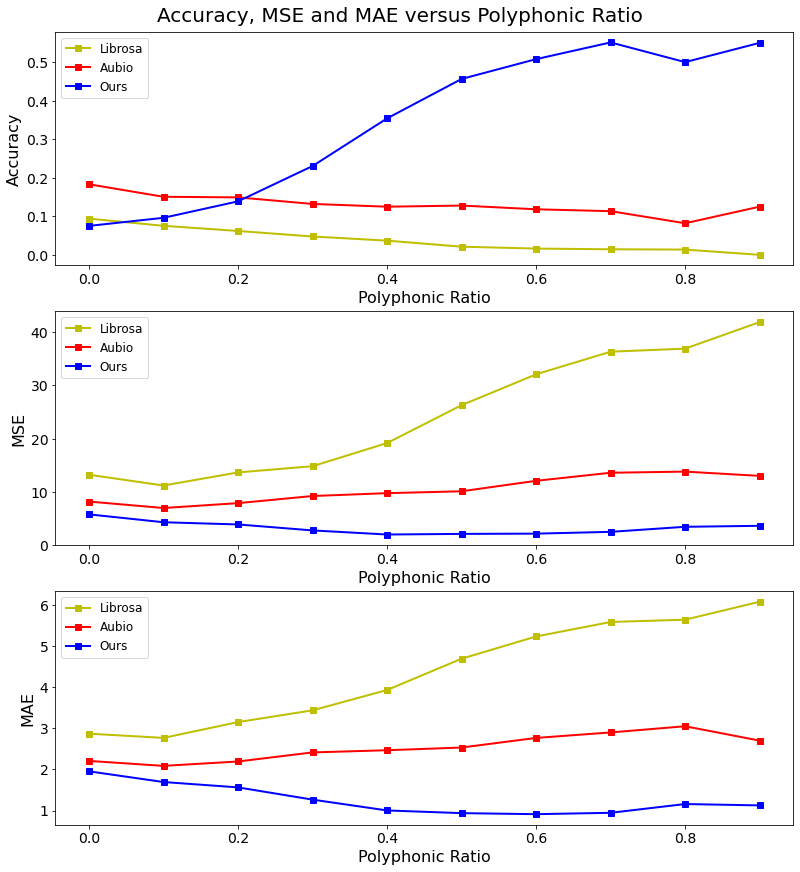 Accuracy, MSE and MAE versus Polyphonic Ratio
Librosa
Aubio
Ours
Accuracy
0.5
0.4
0.3
0.2
0.1
0.0
0.0 0.2 0.4 0.6 0.8
Polyphonic Ratio
Librosa
Aubio
Ours
MSE
40
30
20
10
0
0.0 0.2 0.4 0.6 0.8
Polyphonic Ratio
Librosa
Aubio
Ours
MAE
6
5
4
3
2
1
0.0 0.2 0.4 0.6 0.8
Polyphonic Ratio